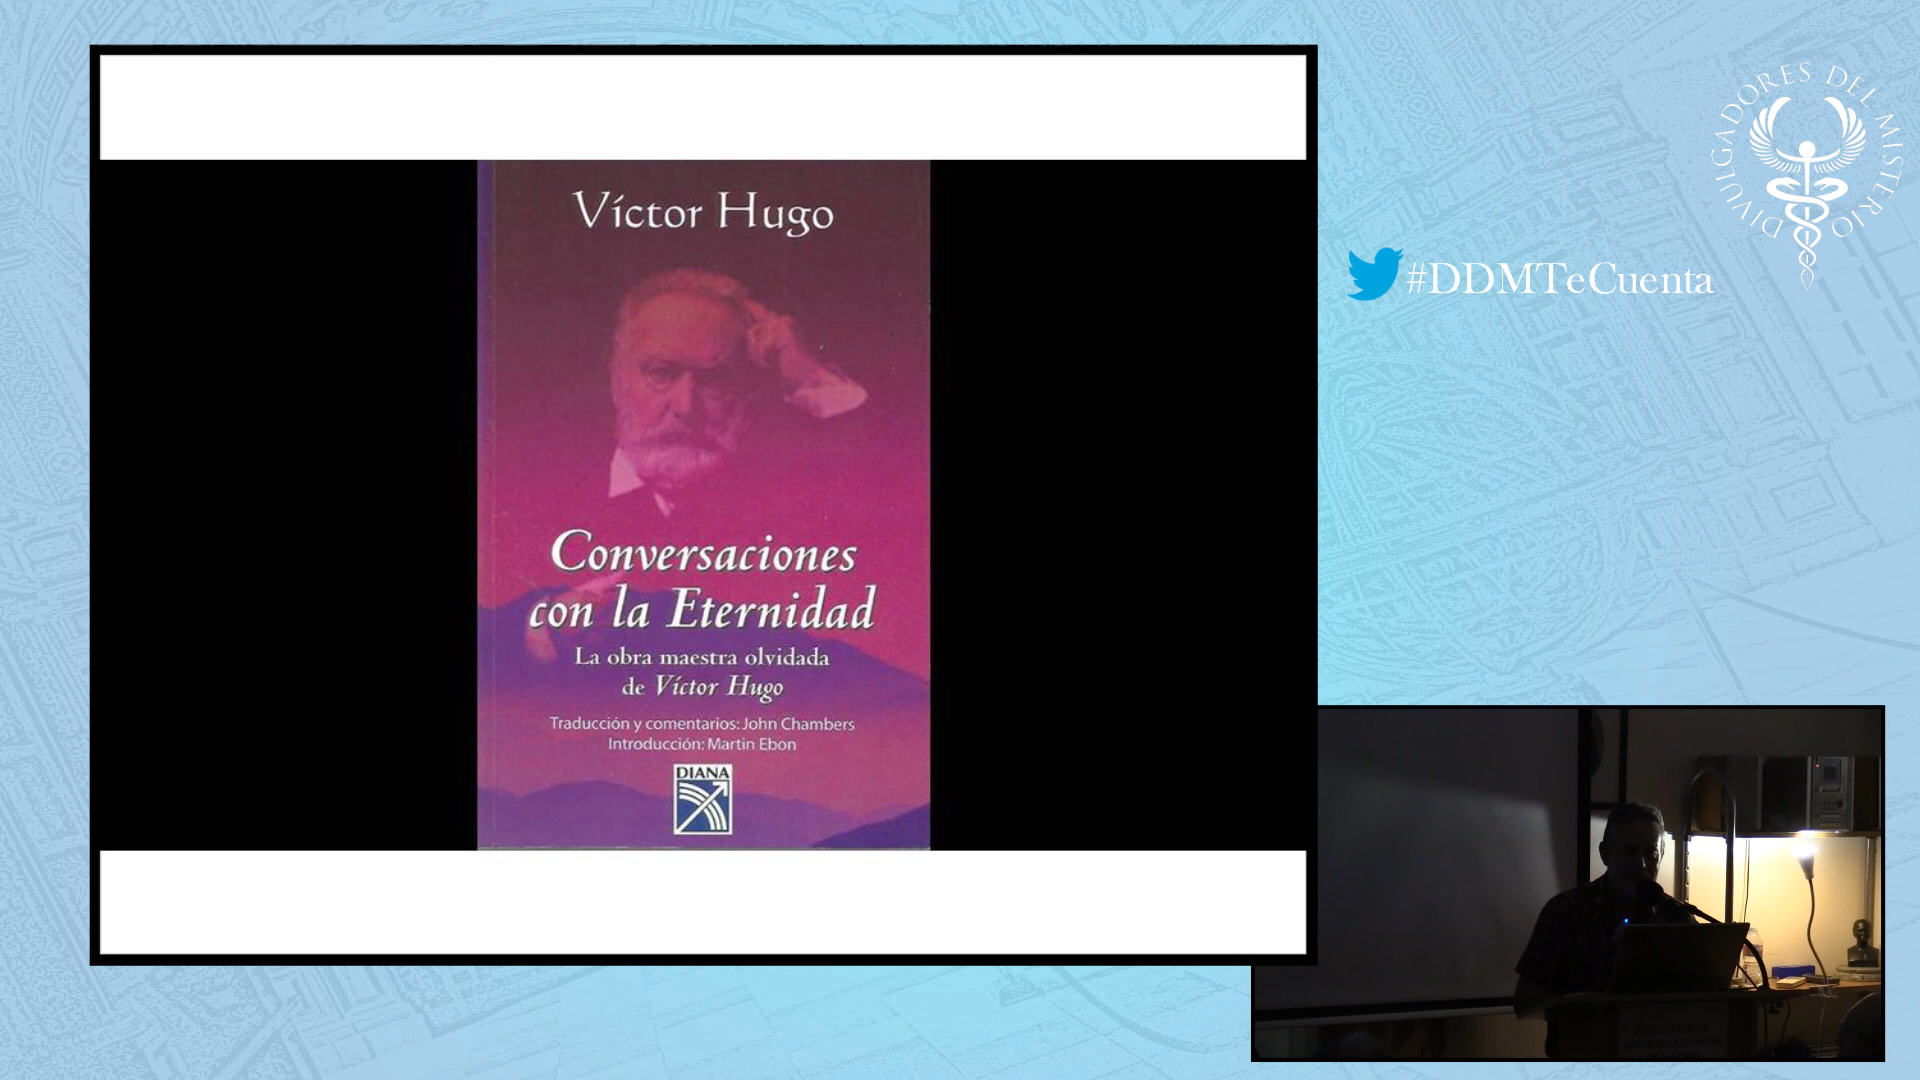 Víctor Hugo
Conversaciones
con la Eternidad
La obra maestra olvidada
de Víctor Hugo
Traducción y comentarios: John Chambers
Introducción: Martin Ebon
DIANA
DIVULGADORES DEL MISTERIO
#DDMTeCuenta